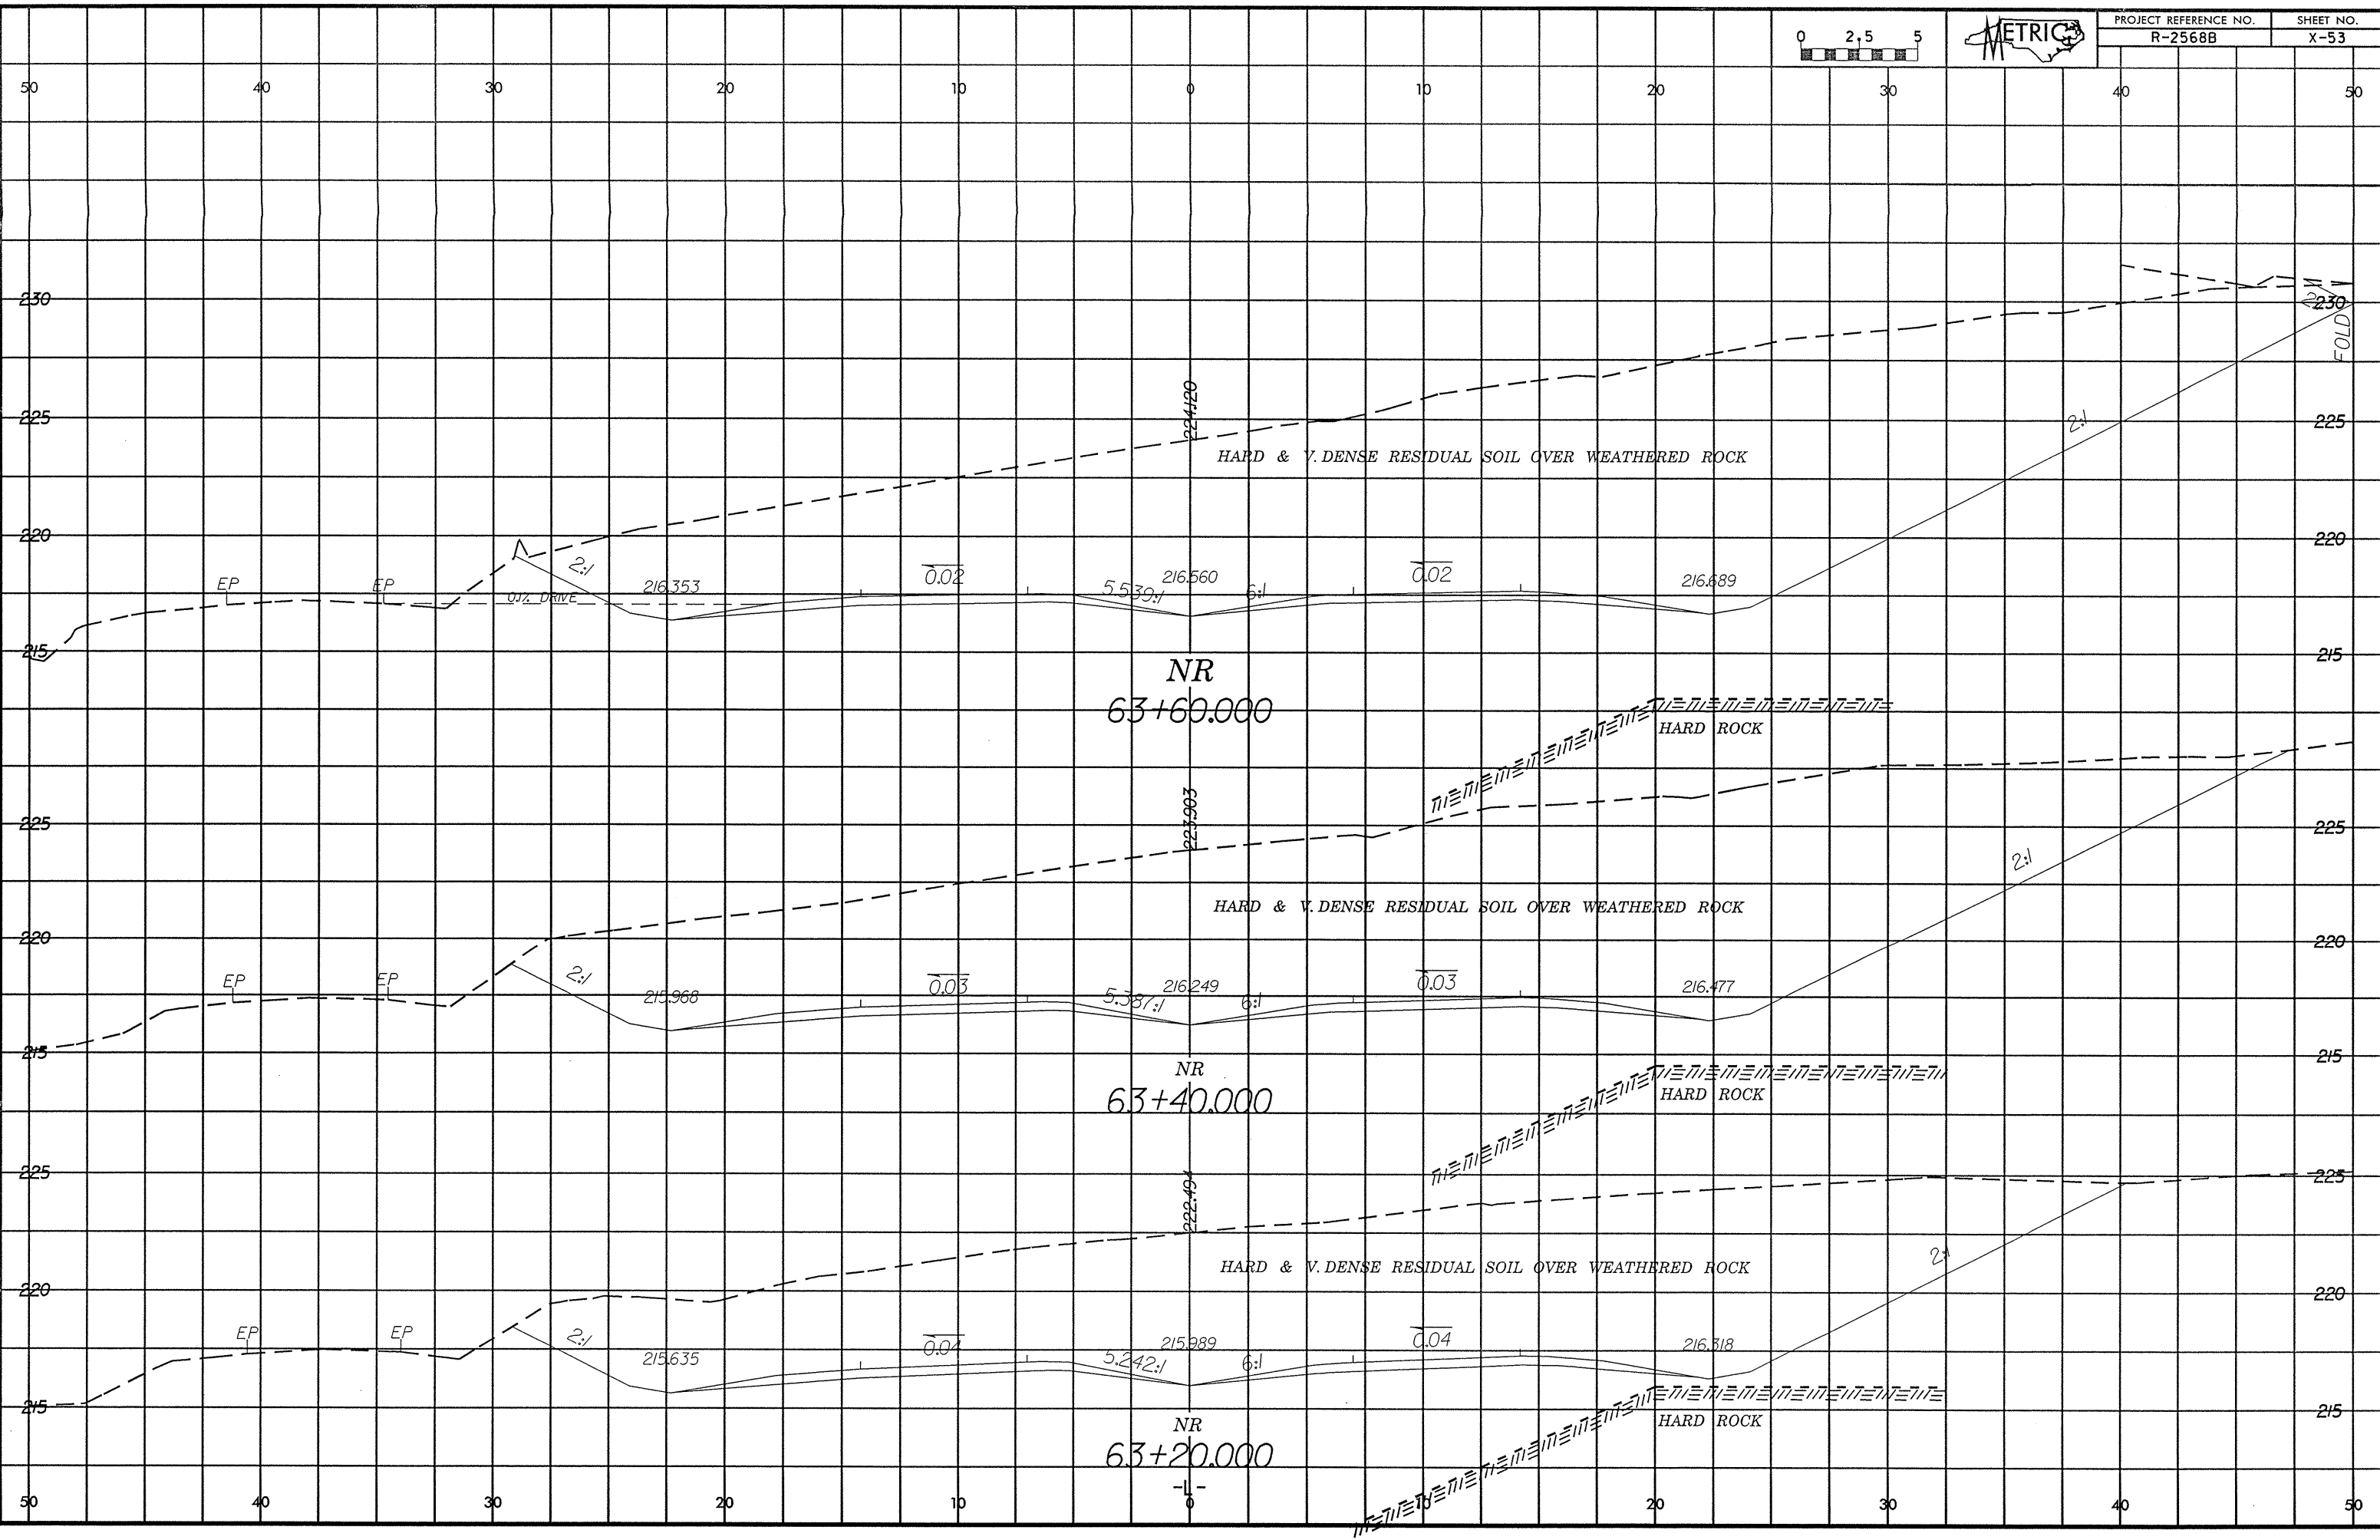 0 2.5 5
METRIC
PROJECT REFERENCE NO. SHEET NO.
R-2568B X-53
50 40 30 20 10 0 10 20 30 40 50
230 230
FOLD
224.120
225 2:1 225
HARD & V. DENSE RESIDUAL SOIL OVER WEATHERED ROCK
220 220
2:1
EP EP 216.353 0.02 5.539:1 216.560 6:1 0.02 216.689
DRIVE
215 215
NR
63+60.000
HARD ROCK
223.903
225 225
2:1
HARD & V. DENSE RESIDUAL SOIL OVER WEATHERED ROCK
220 220
EP EP 2:1 215.968 0.03 5.387:1 216.249 6:1 0.03 216.477
215 215
NR
63+40.000
HARD ROCK
225 225
222.494
2:1
HARD & V. DENSE RESIDUAL SOIL OVER WEATHERED ROCK
220 220
EP EP 2:1 215.635 0.04 5.242:1 215.989 6:1 0.04 216.318
215 215
NR
HARD ROCK
63+20.000
-L-
50 40 30 20 10 0 10 20 30 40 50